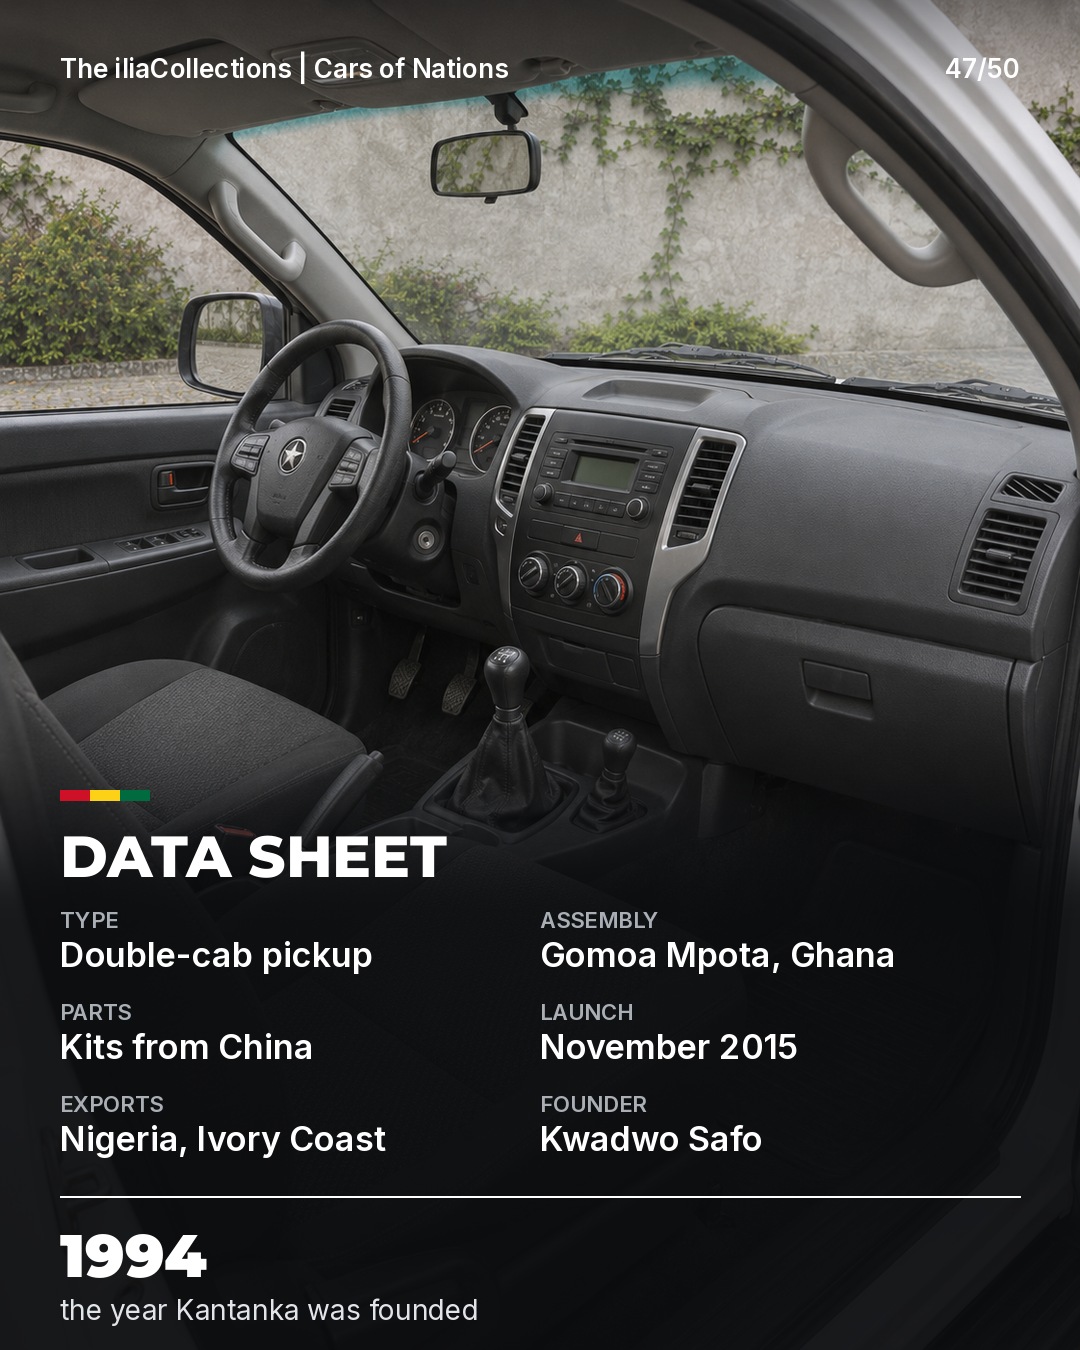 The iliaCollections | Cars of Nations
47/50
DATA SHEET
TYPE
Double-cab pickup
ASSEMBLY
Gomoa Mpota, Ghana
PARTS
Kits from China
LAUNCH
November 2015
EXPORTS
Nigeria, Ivory Coast
FOUNDER
Kwadwo Safo
1994
the year Kantanka was founded